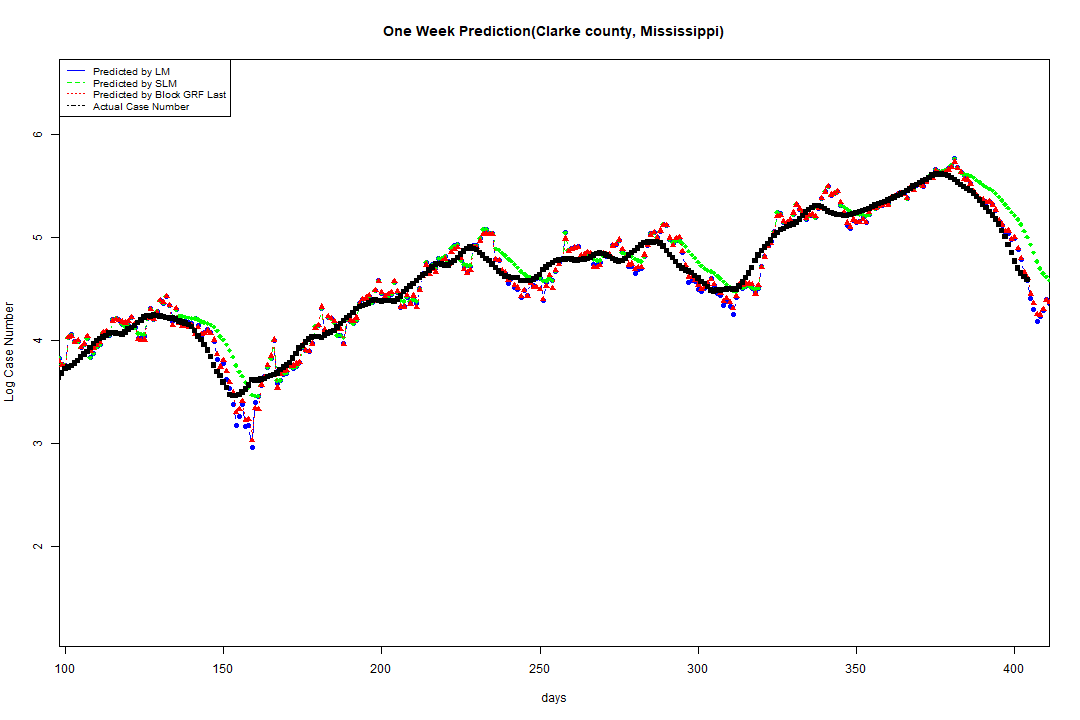 One Week Prediction(Clarke county, Mississippi)
Predicted by LM
Predicted by SLM
Predicted by Block GRF Last
Actual Case Number
6
5
4
3
2
Log Case Number
100 150 200 250 300 350 400
days